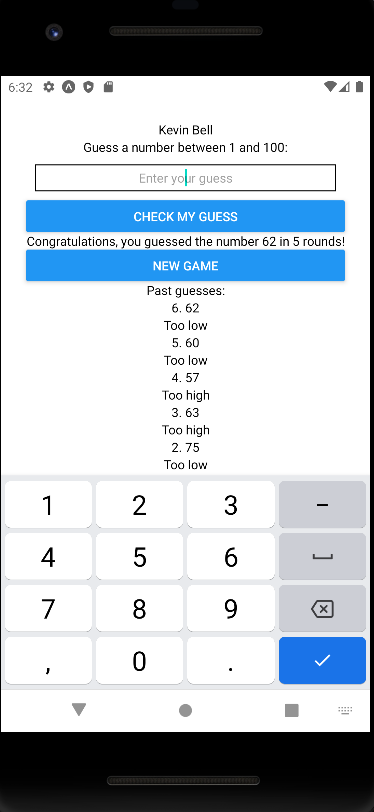 6:32
Kevin Bell
Guess a number between 1 and 100:
Enter your guess
CHECK MY GUESS
Congratulations, you guessed the number 62 in 5 rounds!
NEW GAME
Past guesses:
6. 62
Too low
5. 60
Too low
4. 57
Too high
3. 63
Too high
2. 75
Too low
1 2 3 -
4 5 6
7 8 9
, 0 .